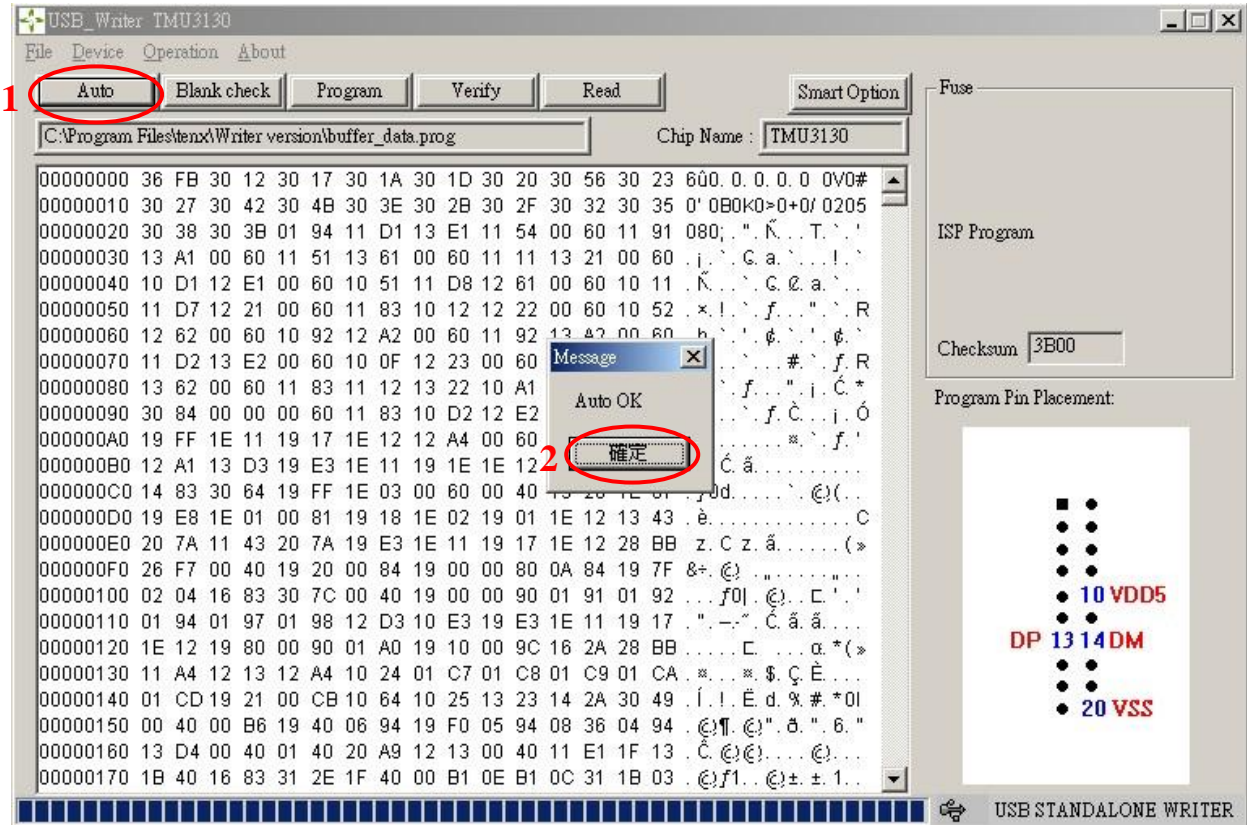 USB_Writer TMU3130
File Device Operation About
1
Auto Blank check Program Verify Read Smart Option
C:\Program Files\tenx\Writer version\buffer_data.prog Chip Name : TMU3130
00000000 36 FB 30 12 30 17 30 1A 30 1D 30 20 30 56 30 23 6û0. 0. 0. 0. 0 0V0#
00000010 30 27 30 42 30 4B 30 3E 30 2B 30 2F 30 32 30 35 0' 0B0K0>0+0/ 0205
00000020 30 38 30 3B 01 94 11 D1 13 E1 11 54 00 60 11 91
00000030 13 A1 00 60 11 51 13 61 00 60 11 11 13 21 00 60
00000040 10 D1 12 E1 00 60 10 51 11 D8 12 61 00 60 10 11
00000050 11 D7 12 21 00 60 11 83 10 12 12 22 00 60 10 52
00000060 12 62 00 60 10 92 12 A2 00 60 11 92 13 A2 00 60
00000070 11 D2 13 E2 00 60 10 0F 12 23 00 60
00000080 13 62 00 60 11 83 11 12 13 22 10 A1
00000090 30 84 00 00 00 60 11 83 10 D2 12 E2
000000A0 19 FF 1E 11 19 17 1E 12 12 A4 00 60
000000B0 12 A1 13 D3 19 E3 1E 11 19 1E 1E 12
000000C0 14 83 30 64 19 FF 1E 03 00 60 00 40
000000D0 19 E8 1E 01 00 81 19 18 1E 02 19 01 1E 12 13 43 . è. . . . . . . . . . . . . C
000000E0 20 7A 11 43 20 7A 19 E3 1E 11 19 17 1E 12 28 BB z. C z. ã. . . . . . (»
000000F0 26 F7 00 40 19 20 00 84 19 00 00 80 0A 84 19 7F
00000100 02 04 16 83 30 7C 00 40 19 00 00 90 01 91 01 92
00000110 01 94 01 97 01 98 12 D3 10 E3 19 E3 1E 11 19 17
00000120 1E 12 19 80 00 90 01 A0 19 10 00 9C 16 2A 28 BB
00000130 11 A4 12 13 12 A4 10 24 01 C7 01 C8 01 C9 01 CA
00000140 01 CD 19 21 00 CB 10 64 10 25 13 23 14 2A 30 49
00000150 00 40 00 B6 19 40 06 94 19 F0 05 94 08 36 04 94
00000160 13 D4 00 40 01 40 20 A9 12 13 00 40 11 E1 1F 13
00000170 1B 40 16 83 31 2E 1F 40 00 B1 0E B1 0C 31 1B 03
Message
Auto OK
2
確定
Fuse
ISP Program
Checksum 3B00
Program Pin Placement:
10 VDD5
DP 13 14 DM
20 VSS
USB STANDALONE WRITER